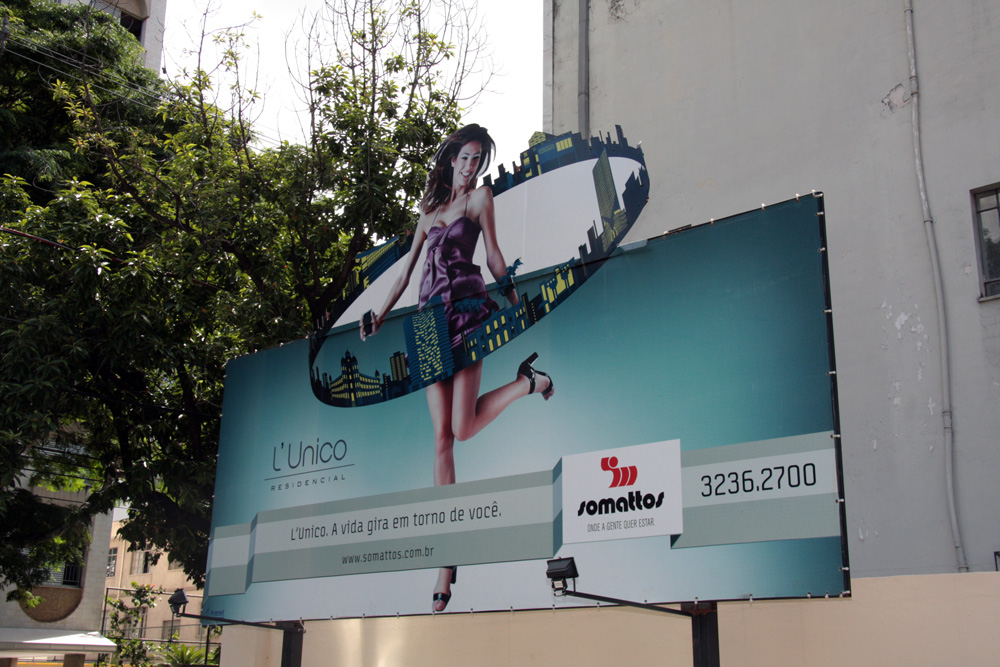 L'Unico
RESIDENCIAL
L'Unico. A vida gira em torno de você.
www.somattos.com.br
somattos
ONDE A GENTE QUER ESTAR.
3236.2700